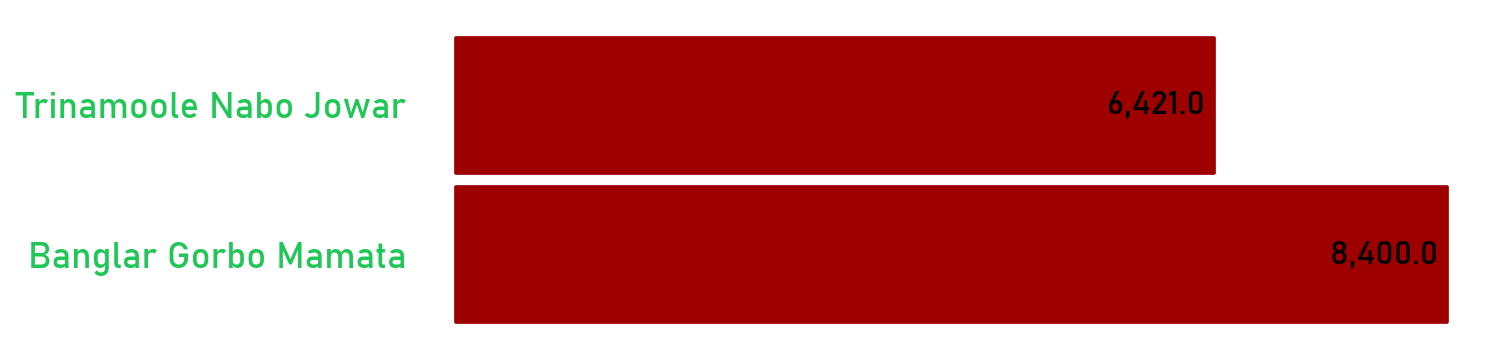 Trinamoole Nabo Jowar 6,421.0
Banglar Gorbo Mamata 8,400.0